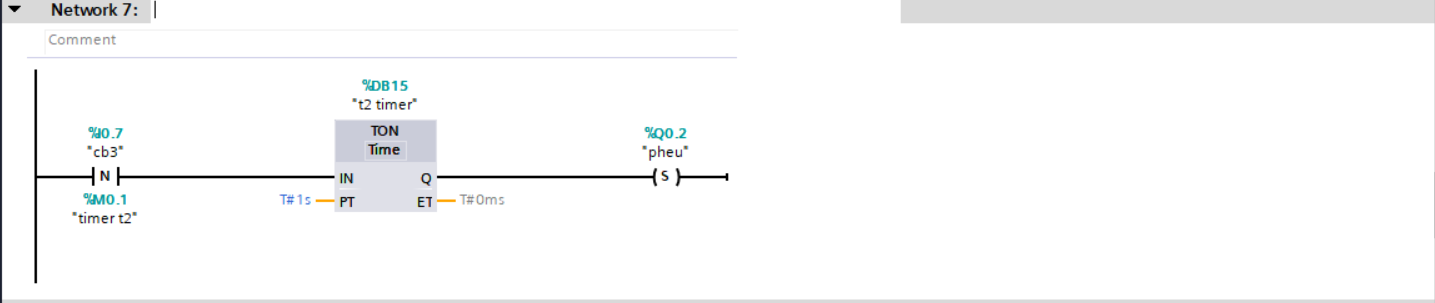 Network 7:
Comment
%DB15
"t2 timer"
TON
Time
%I0.7
"cb3"
N
%M0.1
"timer t2"
IN
Q
T#1s
PT
ET
T#0ms
%Q0.2
"pheu"
S